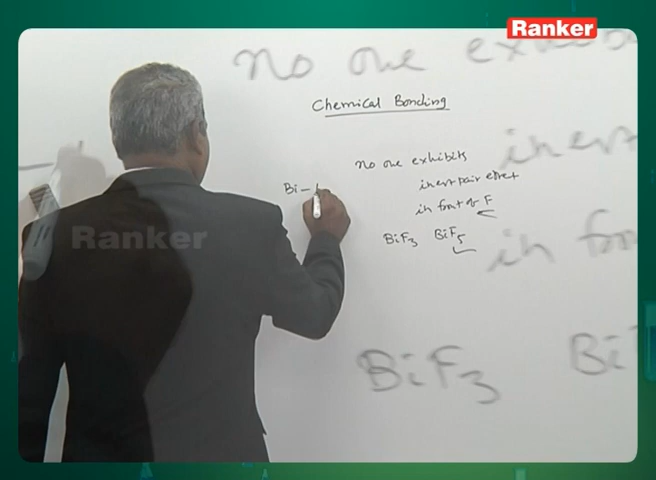 Ranker
no one exhib
Chemical Bonding
no one exhibits
inert pair effect
in front of F
BiF3 BiF5
Bi -
inert
in fron
BiF3 Bi
Ranker